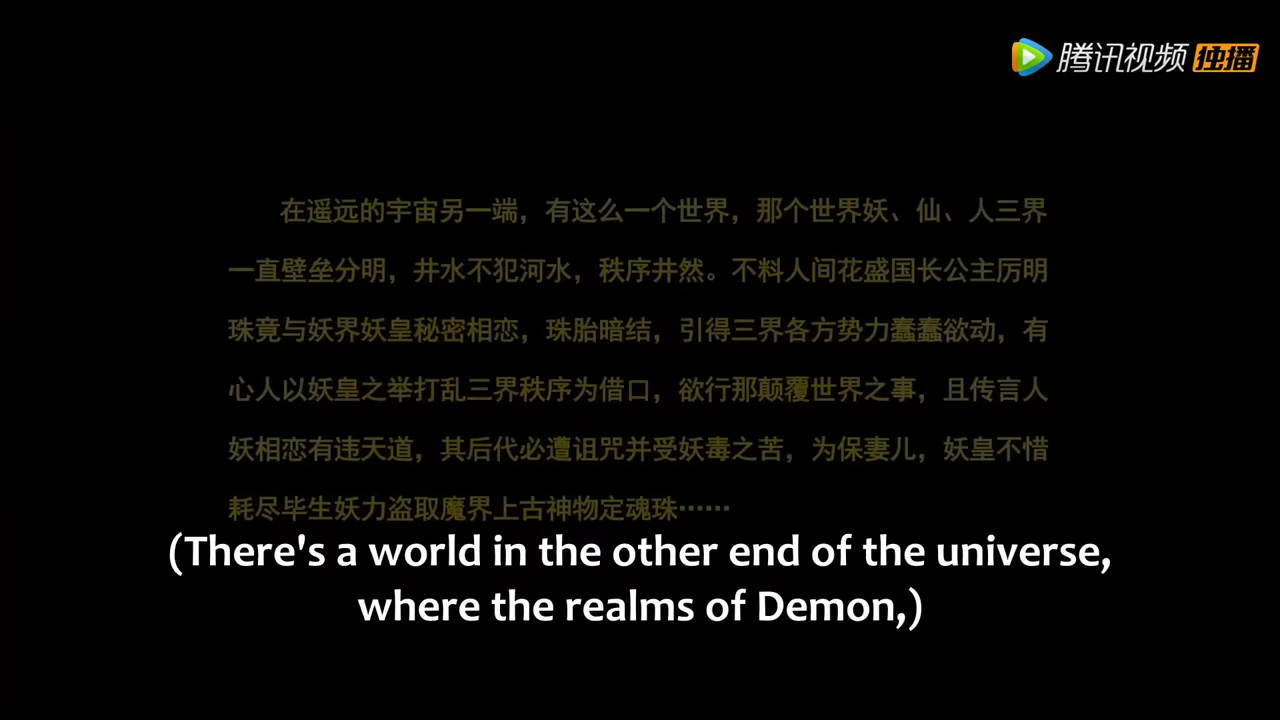 腾讯视频 独播
在遥远的宇宙另一端，有这么一个世界，那个世界妖、仙、人三界
一直壁垒分明，井水不犯河水，秩序井然。不料人间花盛国长公主厉明
珠竟与妖界妖皇秘密相恋，珠胎暗结，引得三界各方势力蠢蠢欲动，有
心人以妖皇之举打乱三界秩序为借口，欲行那颠覆世界之事，且传言人
妖相恋有违天道，其后代必遭诅咒并受妖毒之苦，为保妻儿，妖皇不惜
耗尽毕生妖力盗取魔界上古神物定魂珠……
(There's a world in the other end of the universe,
where the realms of Demon,)